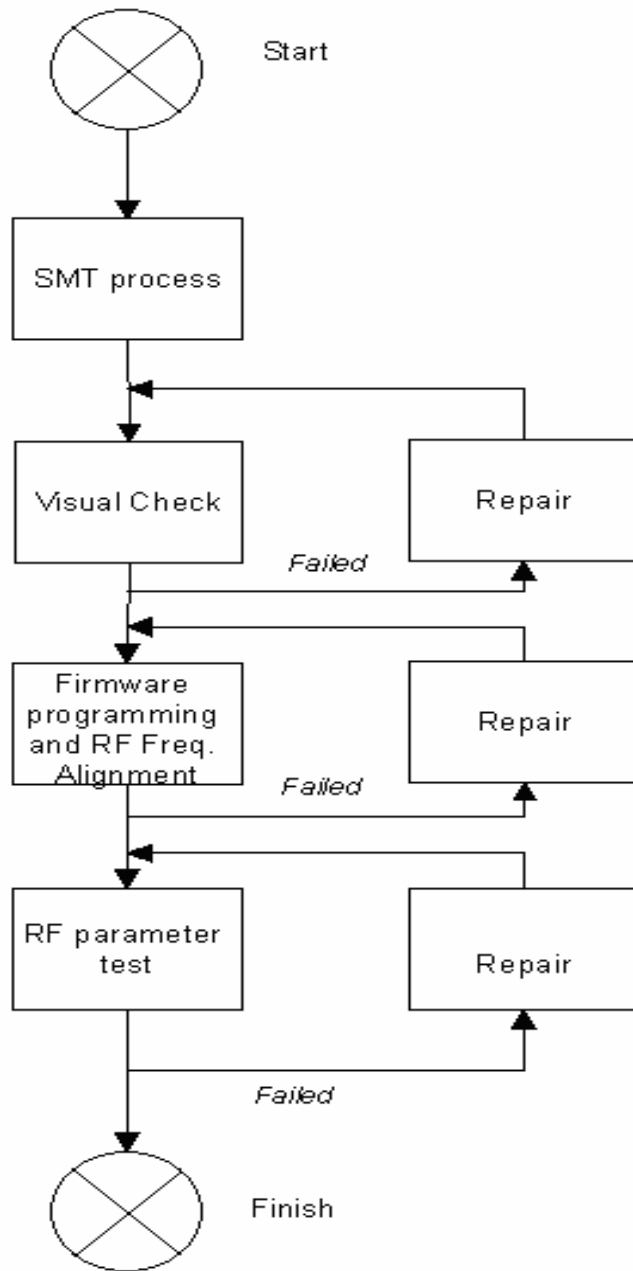 Start
SMT process
Visual Check
Repair
Failed
Firmware
programming
and RF Freq.
Alignment
Repair
Failed
RF parameter
test
Repair
Failed
Finish